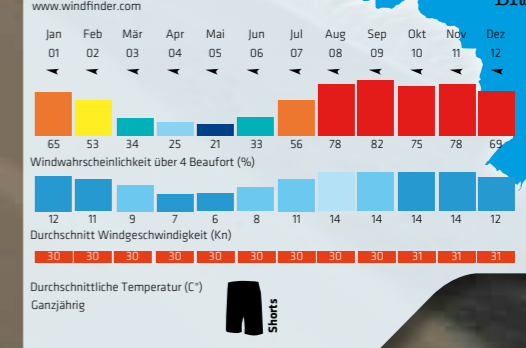 www.windfinder.com
Jan Feb Mär Apr Mai Jun Jul Aug Sep Okt Nov Dez
01 02 03 04 05 06 07 08 09 10 11 12
65 53 34 25 21 33 56 78 82 75 78 69
Windwahrscheinlichkeit über 4 Beaufort (%)
12 11 9 7 6 8 11 14 14 14 14 12
Durchschnitt Windgeschwindigkeit (Kn)
30 30 30 30 30 30 30 30 30 31 31 31
Durchschnittliche Temperatur (C°)
Ganzjährig
Shorts